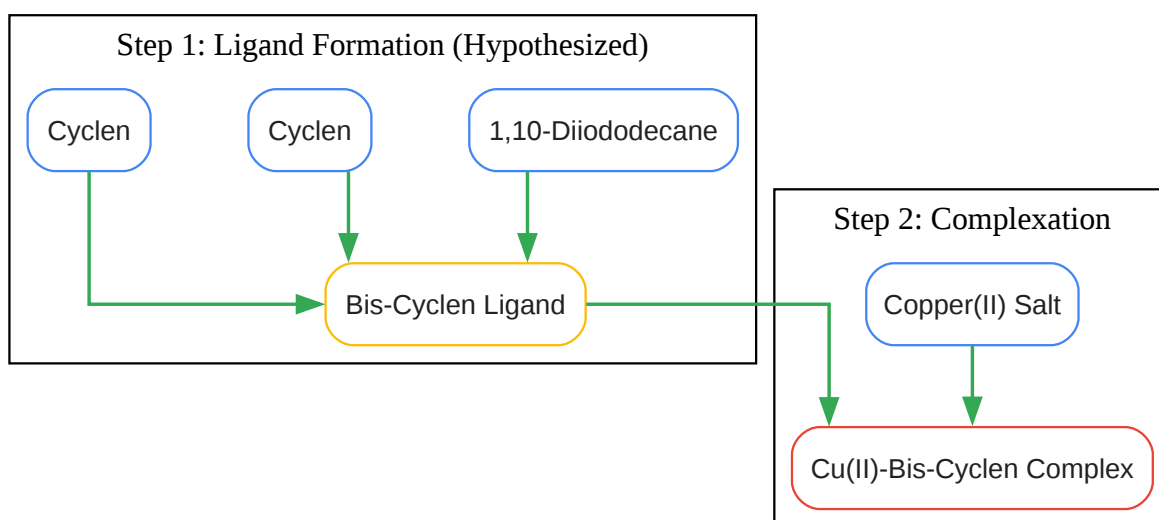 Step 1: Ligand Formation (Hypothesized)
Cyclen
Cyclen
1,10-Diiododecane
Bis-Cyclen Ligand
Step 2: Complexation
Copper(II) Salt
Cu(II)-Bis-Cyclen Complex